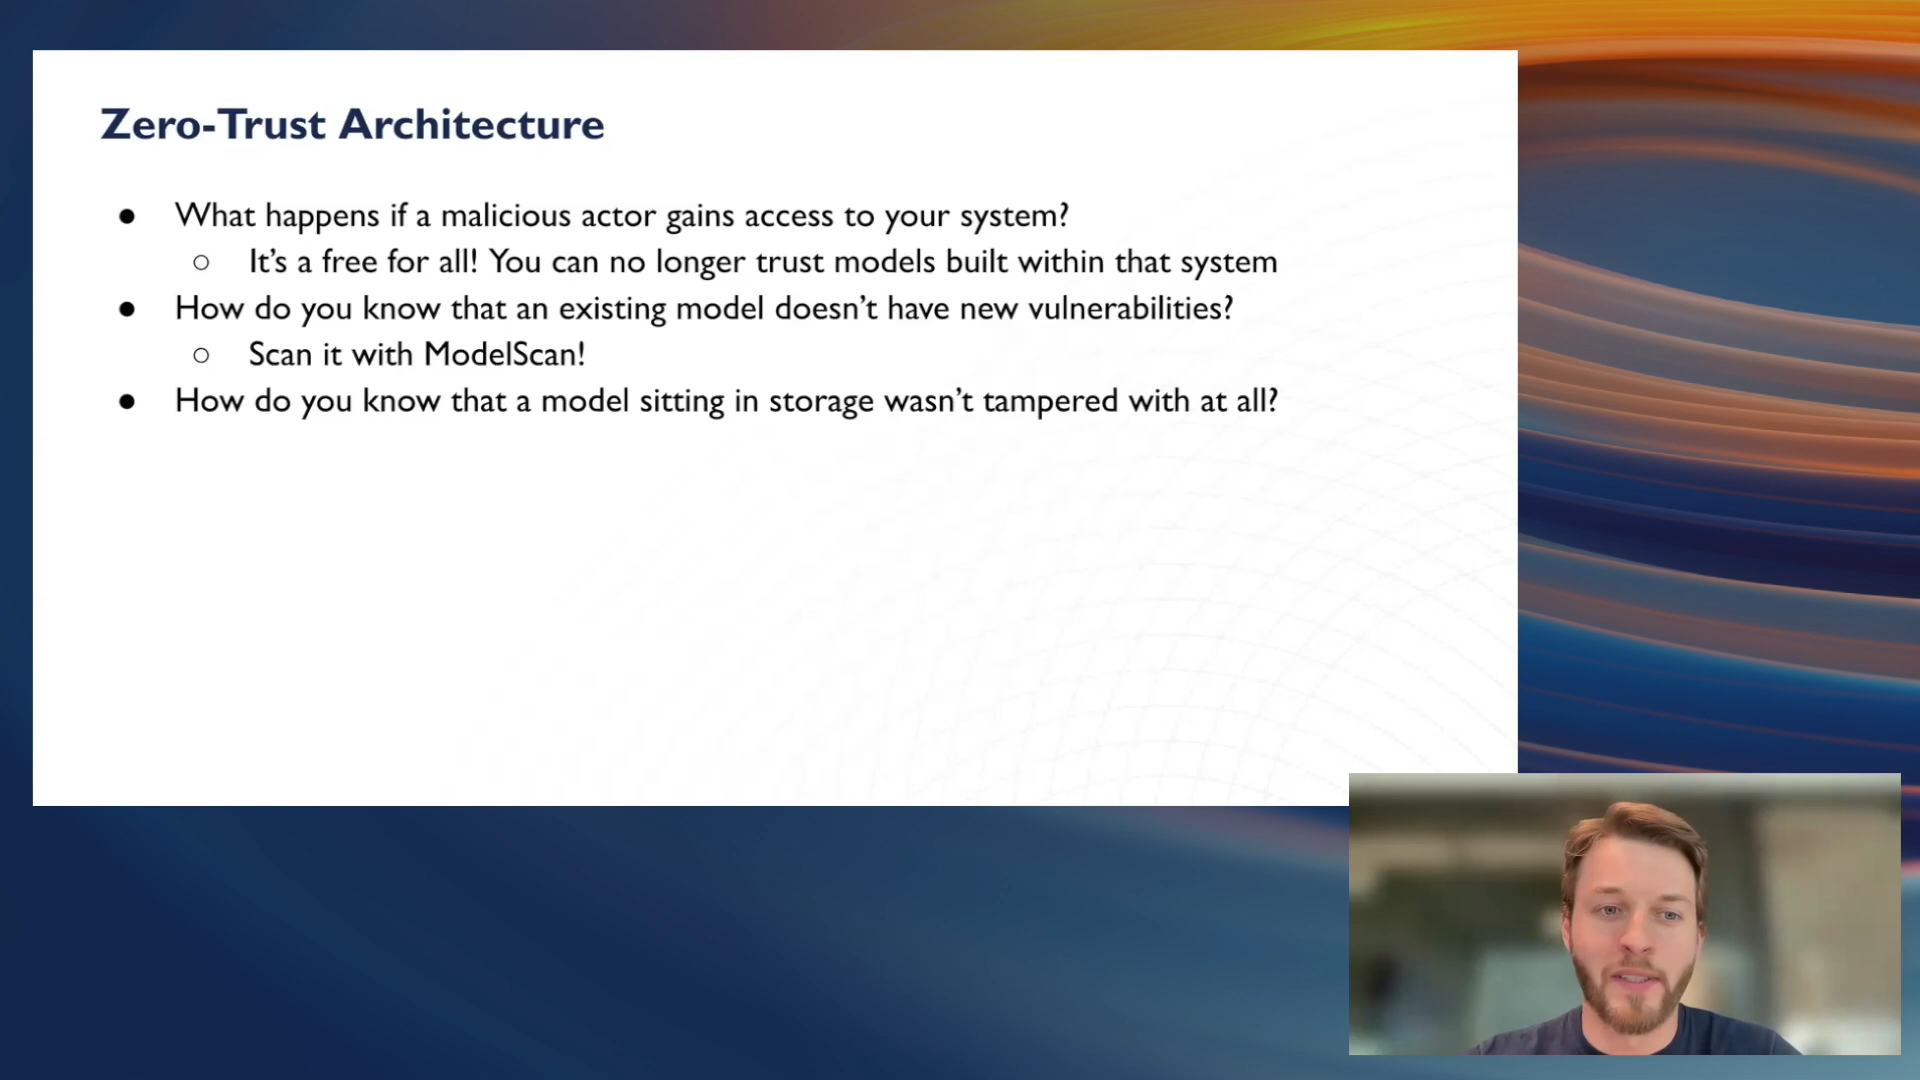 Zero-Trust Architecture
● What happens if a malicious actor gains access to your system?
○ It’s a free for all! You can no longer trust models built within that system
● How do you know that an existing model doesn’t have new vulnerabilities?
○ Scan it with ModelScan!
● How do you know that a model sitting in storage wasn’t tampered with at all?